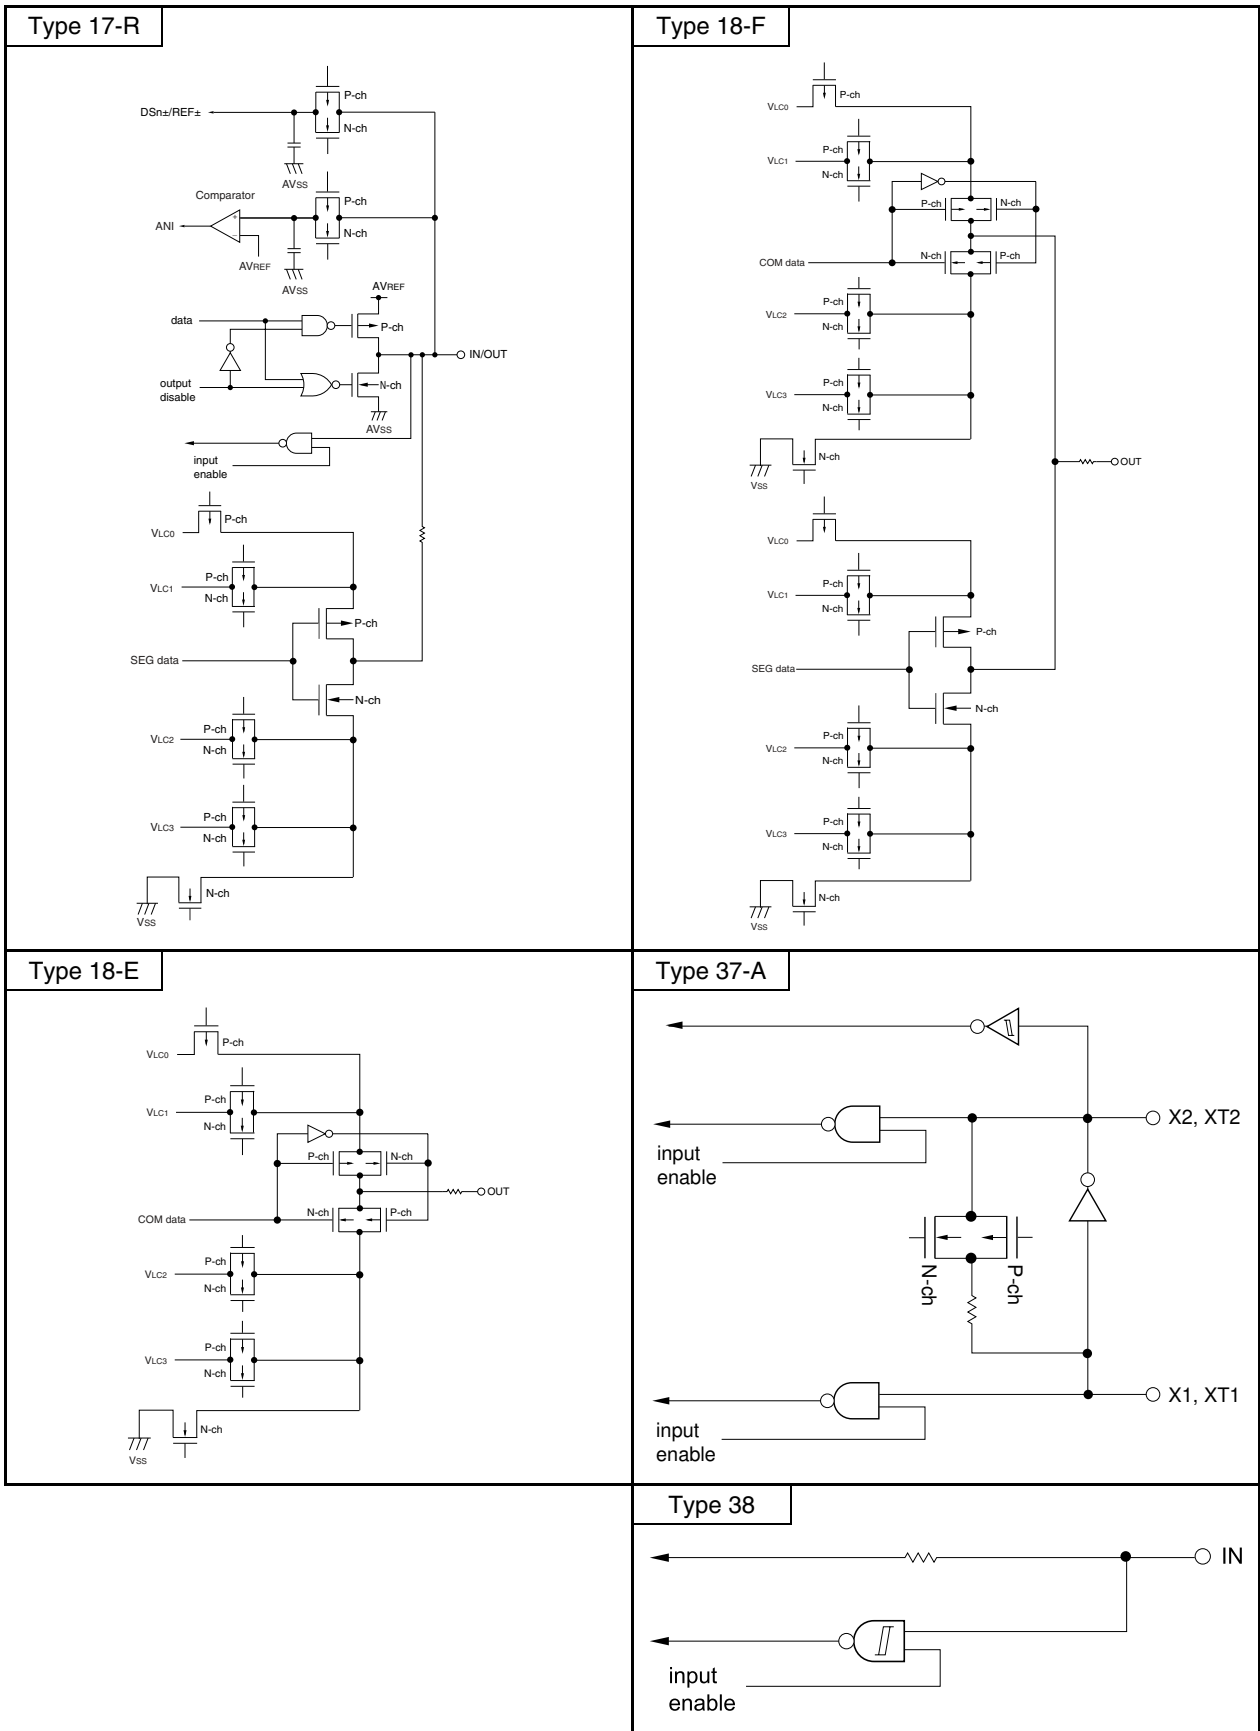 Type 17-R
P-ch
DSn±/REF±
N-ch
AVSS
Comparator
P-ch
+
ANI
N-ch
−
AVREF
AVSS
AVREF
data
P-ch
IN/OUT
output
disable
N-ch
AVSS
input
enable
P-ch
VLC0
P-ch
VLC1
N-ch
P-ch
SEG data
N-ch
P-ch
VLC2
N-ch
P-ch
VLC3
N-ch
N-ch
VSS
Type 18-F
P-ch
VLC0
P-ch
VLC1
N-ch
P-ch
N-ch
N-ch
P-ch
COM data
P-ch
VLC2
N-ch
P-ch
VLC3
N-ch
N-ch
VSS
OUT
VLC0
P-ch
VLC1
N-ch
P-ch
SEG data
N-ch
P-ch
VLC2
N-ch
P-ch
VLC3
N-ch
N-ch
VSS
Type 18-E
P-ch
VLC0
P-ch
VLC1
N-ch
P-ch
N-ch
OUT
N-ch
P-ch
COM data
P-ch
VLC2
N-ch
P-ch
VLC3
N-ch
N-ch
VSS
Type 37-A
X2, XT2
input
enable
N-ch
P-ch
X1, XT1
input
enable
Type 38
IN
input
enable